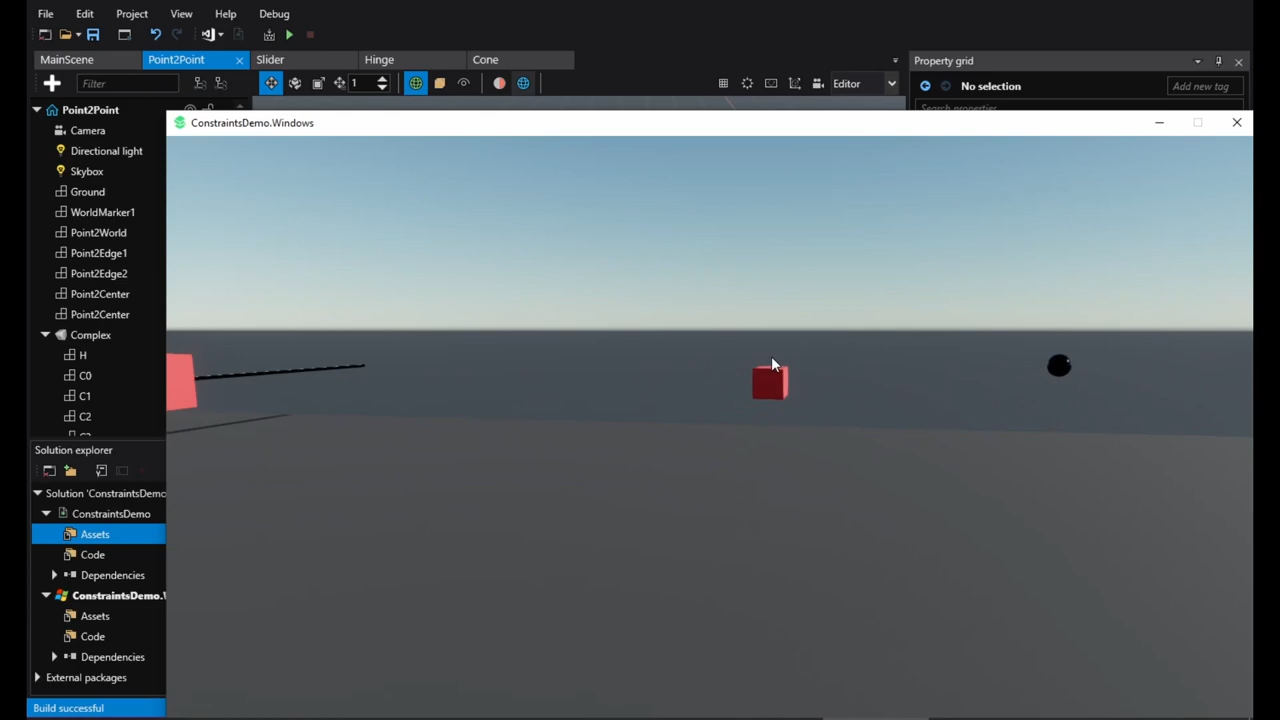 File Edit Project View Help Debug
MainScene Point2Point Slider Hinge Cone
Property grid
Filter
1
Editor
No selection
Add new tag
Search properties
Point2Point
ConstraintsDemo.Windows
Camera
Directional light
Skybox
Ground
WorldMarker1
Point2World
Point2Edge1
Point2Edge2
Point2Center
Point2Center
Complex
H
C0
C1
C2
Solution explorer
Solution 'ConstraintsDemo
ConstraintsDemo
Assets
Code
Dependencies
ConstraintsDemo.W
Assets
Code
Dependencies
External packages
Build successful